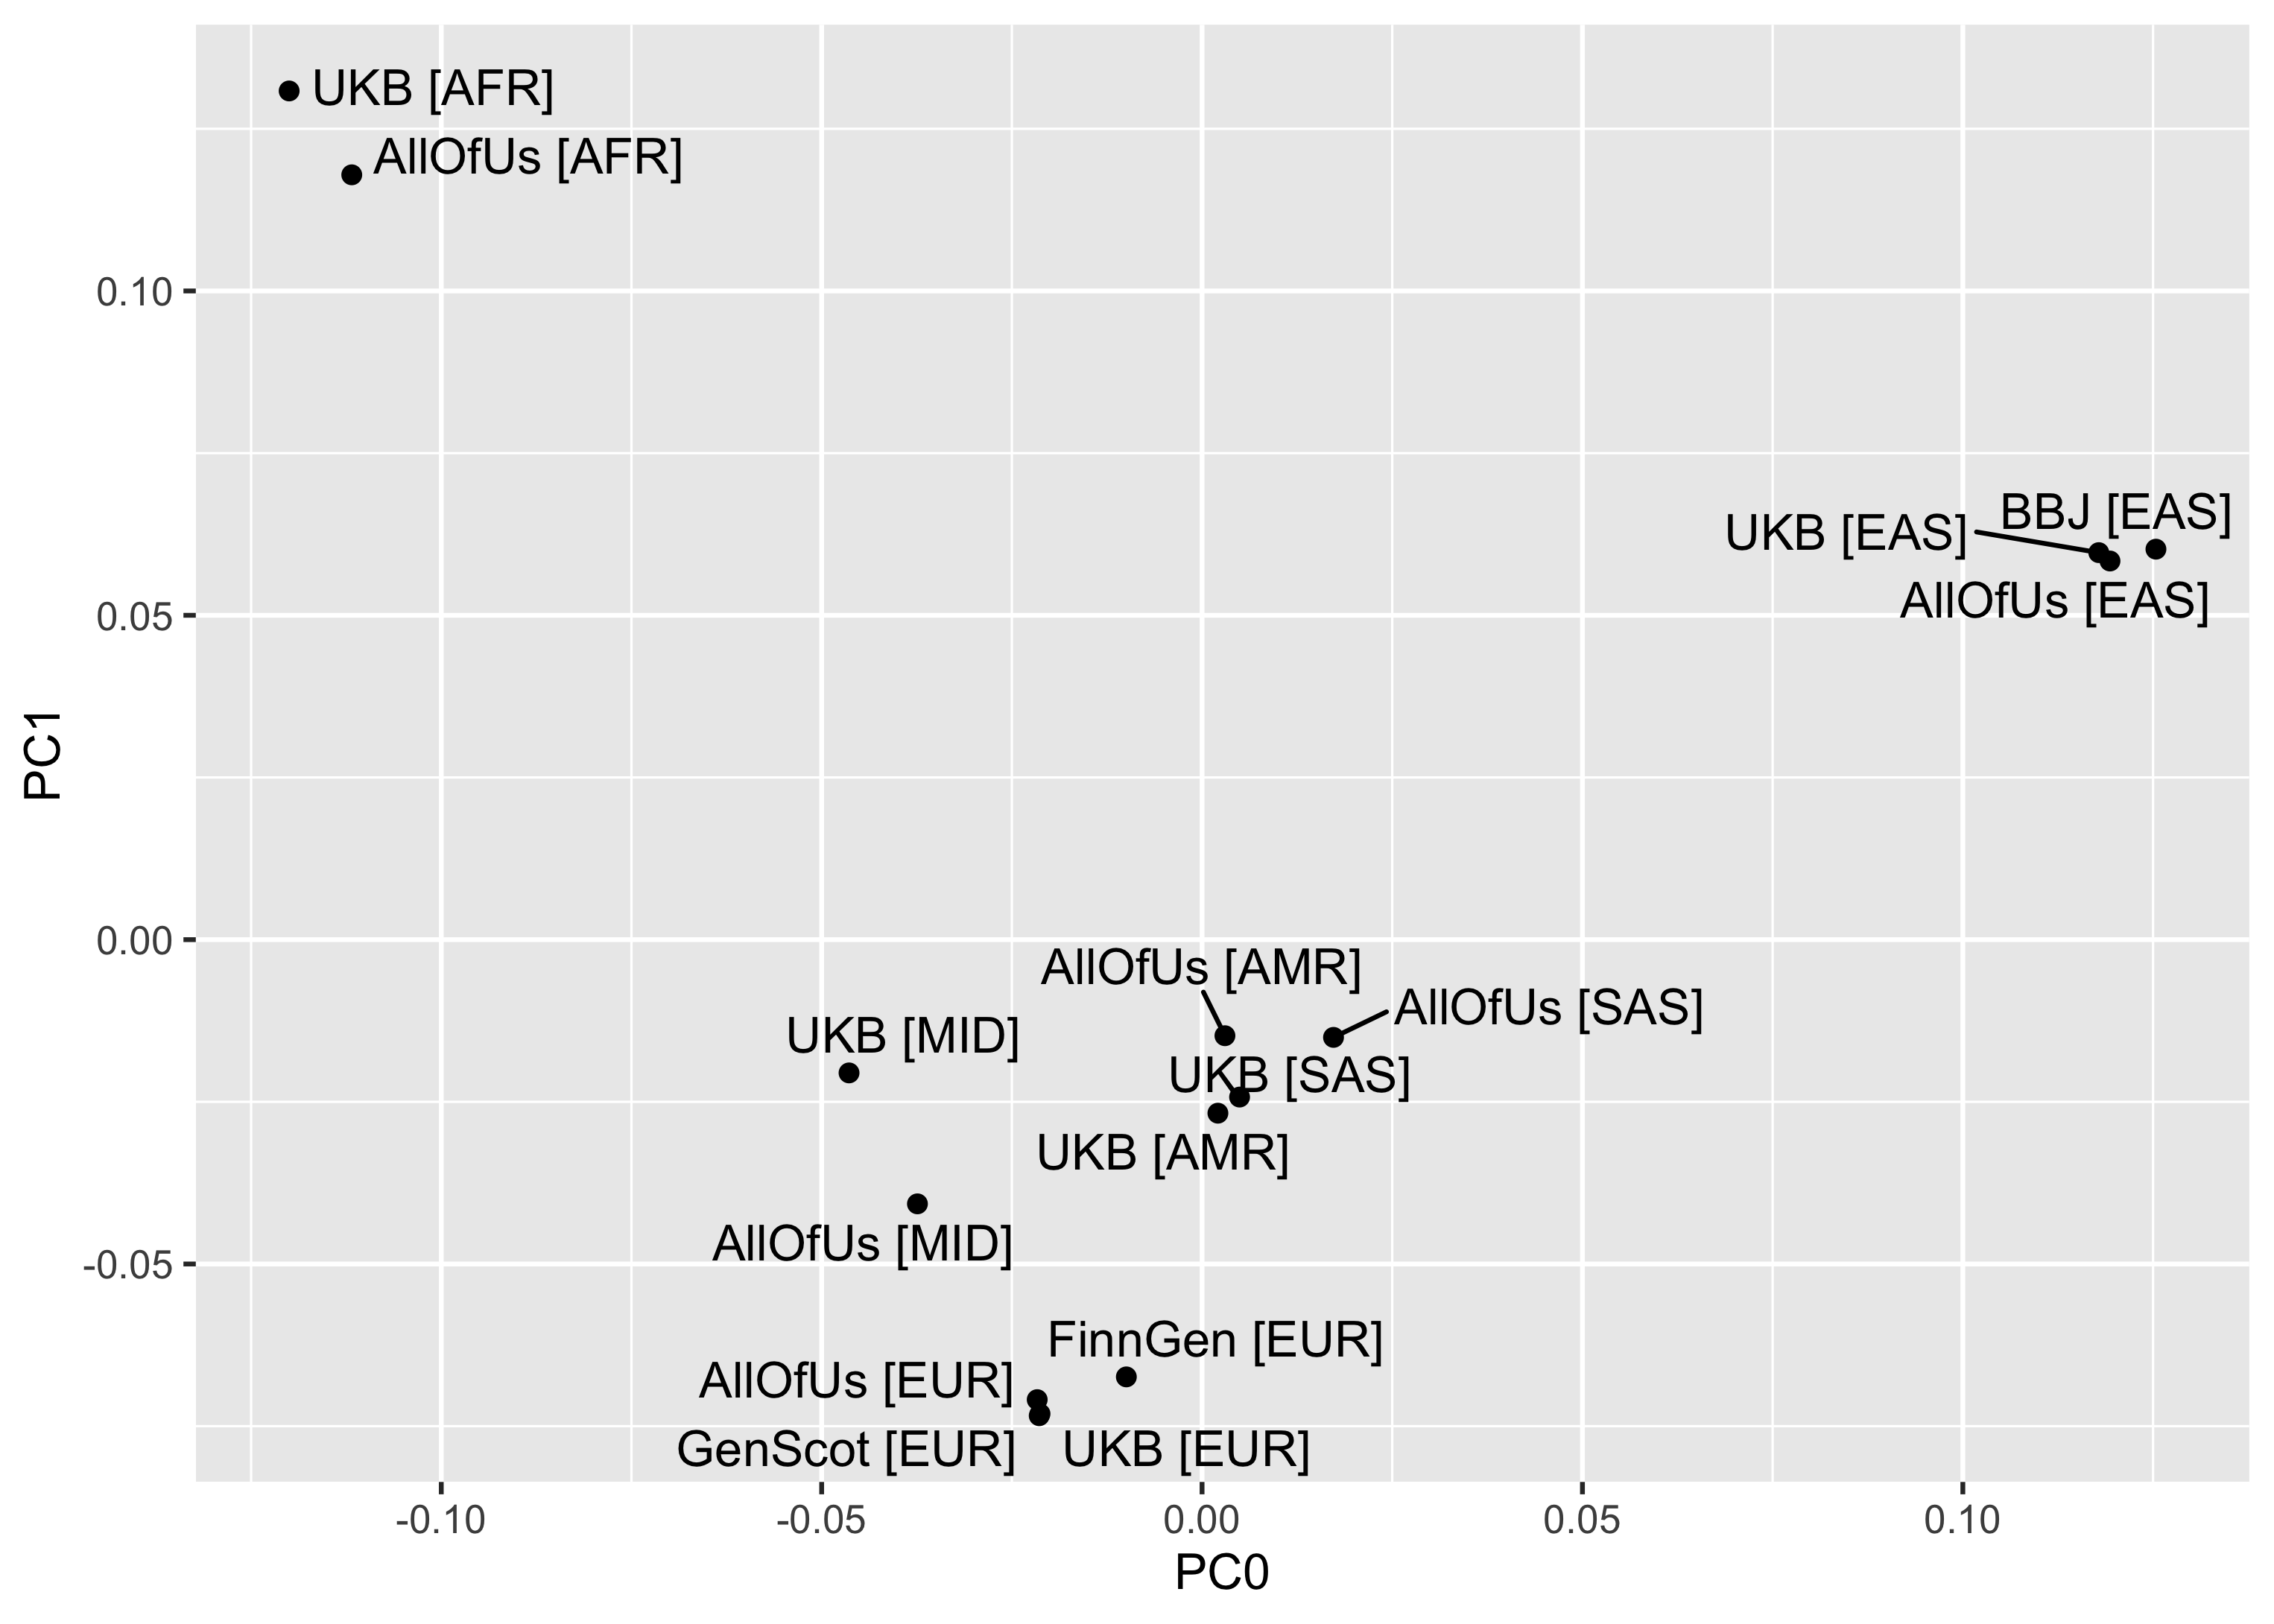 UKB [AFR]
AllOfUs [AFR]
0.10
BBJ [EAS]
UKB [EAS]
AllOfUs [EAS]
0.05
PC1
0.00
AllOfUs [AMR]
AllOfUs [SAS]
UKB [MID]
UKB [SAS]
UKB [AMR]
AllOfUs [MID]
-0.05
FinnGen [EUR]
AllOfUs [EUR]
GenScot [EUR]
UKB [EUR]
-0.10
-0.05
0.00
0.05
0.10
PC0